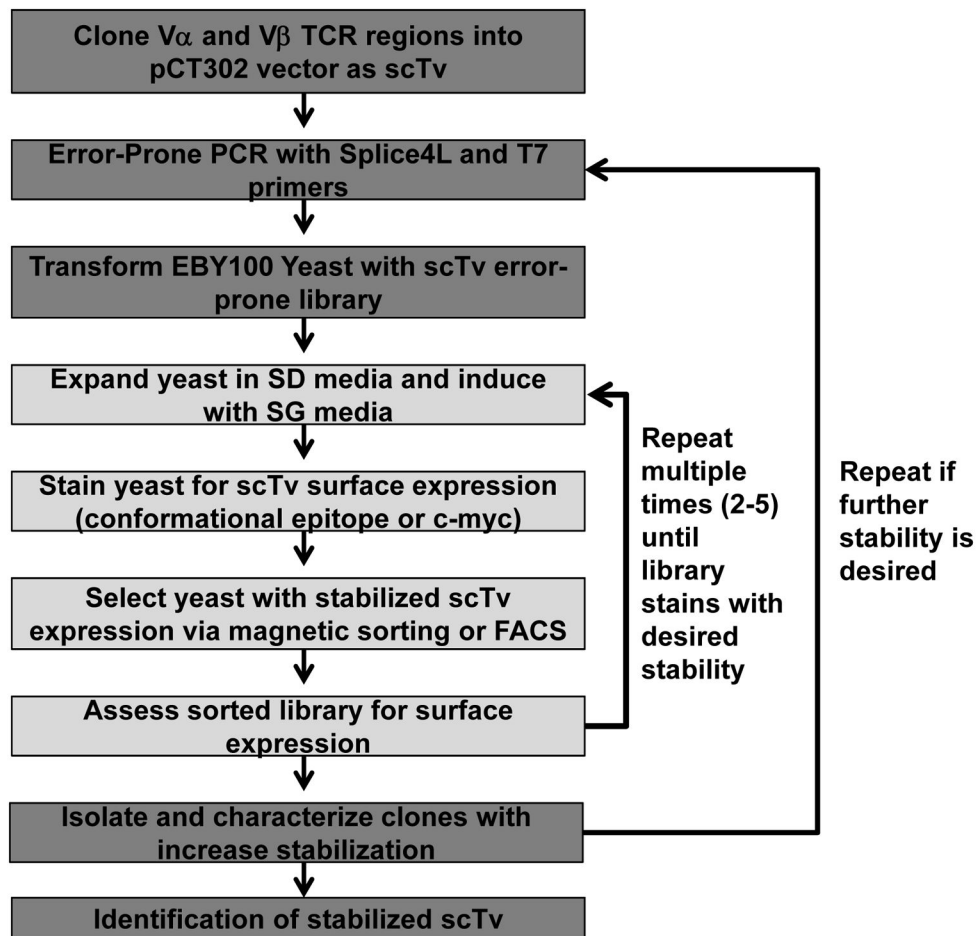 Clone Vα and Vβ TCR regions into
pCT302 vector as scTv
Error-Prone PCR with Splice4L and T7
primers
Transform EBY100 Yeast with scTv error-
prone library
Expand yeast in SD media and induce
with SG media
Stain yeast for scTv surface expression
(conformational epitope or c-myc)
Select yeast with stabilized scTv
expression via magnetic sorting or FACS
Assess sorted library for surface
expression
Isolate and characterize clones with
increase stabilization
Identification of stabilized scTv
Repeat
multiple
times (2-5)
until
library
stains with
desired
stability
Repeat if
further
stability is
desired